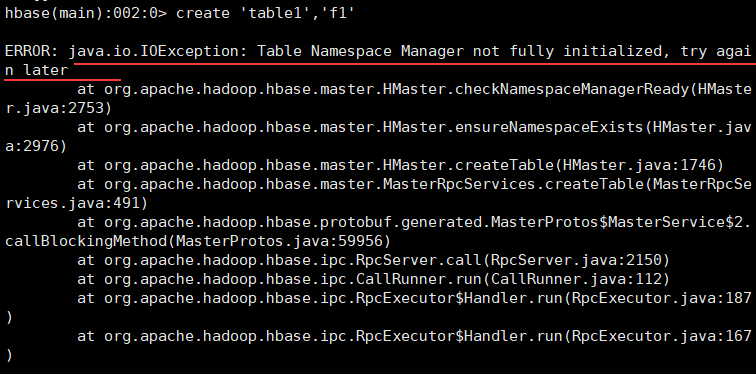 hbase(main):002:0> create 'table1','f1'
ERROR: java.io.IOException: Table Namespace Manager not fully initialized, try agai
n later
        at org.apache.hadoop.hbase.master.HMaster.checkNamespaceManagerReady(HMaste
r.java:2753)
        at org.apache.hadoop.hbase.master.HMaster.ensureNamespaceExists(HMaster.jav
a:2976)
        at org.apache.hadoop.hbase.master.HMaster.createTable(HMaster.java:1746)
        at org.apache.hadoop.hbase.master.MasterRpcServices.createTable(MasterRpcSe
rvices.java:491)
        at org.apache.hadoop.hbase.protobuf.generated.MasterProtos$MasterService$2.
callBlockingMethod(MasterProtos.java:59956)
        at org.apache.hadoop.hbase.ipc.RpcServer.call(RpcServer.java:2150)
        at org.apache.hadoop.hbase.ipc.CallRunner.run(CallRunner.java:112)
        at org.apache.hadoop.hbase.ipc.RpcExecutor$Handler.run(RpcExecutor.java:187
)
        at org.apache.hadoop.hbase.ipc.RpcExecutor$Handler.run(RpcExecutor.java:167
)